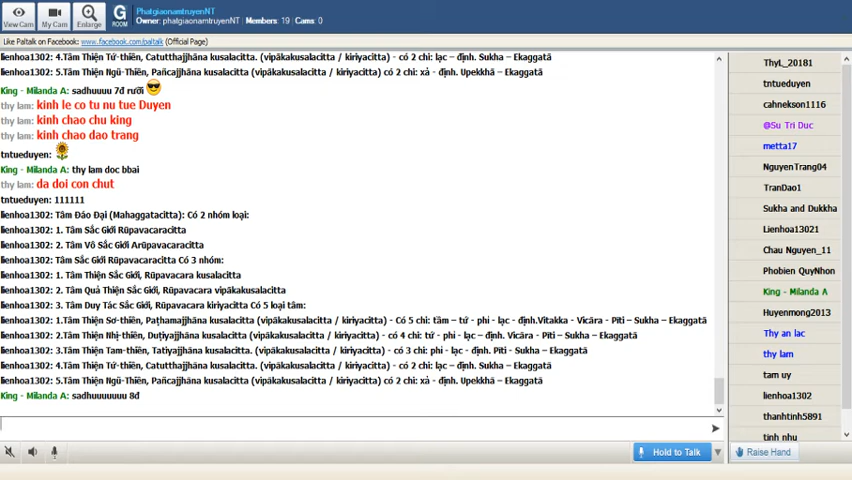 PhatgiaonamtruyenNT
Owner: phatgiaonamtruyenNT | Members: 19 | Cams: 0
View Cam
My Cam
Enlarge
G
ROOM
Like Paltalk on Facebook: www.facebook.com/paltalk (Official Page)
lienhoa1302: 4.Tâm Thiện Tứ-thiền, Catutthajjhāna kusalacitta. (vipākakusalacitta / kiriyacitta) - có 2 chi: lạc – định. Sukha – Ekaggatā
lienhoa1302: 5.Tâm Thiện Ngũ-Thiền, Pañcajjhāna kusalacitta (vipākakusalacitta / kiriyacitta) có 2 chi: xả - định. Upekkhā – Ekaggatā
King - Milanda A: sadhuuuu 7đ rưỡi
thy lam: kinh le co tu nu tue Duyen
thy lam: kinh chao chu king
thy lam: kinh chao dao trang
tntueduyen:
King - Milanda A: thy lam doc bbai
thy lam: da doi con chut
tntueduyen: 111111
lienhoa1302: Tâm Đáo Đại (Mahaggatacitta): Có 2 nhóm loại:
lienhoa1302: 1. Tâm Sắc Giới Rūpavacaracitta
lienhoa1302: 2. Tâm Vô Sắc Giới Arūpavacaracitta
lienhoa1302: Tâm Sắc Giới Rūpavacaracitta Có 3 nhóm:
lienhoa1302: 1. Tâm Thiện Sắc Giới, Rūpavacara kusalacitta
lienhoa1302: 2. Tâm Quả Thiện Sắc Giới, Rūpavacara vipākakusalacitta
lienhoa1302: 3. Tâm Duy Tác Sắc Giới, Rūpavacara kiriyacitta Có 5 loại tâm:
lienhoa1302: 1.Tâm Thiện Sơ-thiền, Paṭhamajjhāna kusalacitta (vipākakusalacitta / kiriyacitta) - Có 5 chi: tầm – tứ - phỉ - lạc - định.Vitakka - Vicāra - Pīti – Sukha – Ekaggatā
lienhoa1302: 2.Tâm Thiện Nhị-thiền, Duṭiyajjhāna kusalacitta - (vipākakusalacitta / kiriyacitta) - có 4 chi: tứ - phỉ - lạc – định. Vicāra - Pīti – Sukha – Ekaggatā
lienhoa1302: 3.Tâm Thiện Tam-thiền, Tatiyajjhāna kusalacitta. (vipākakusalacitta / kiriyacitta) - có 3 chi: phỉ - lạc – định. Pīti - Sukha – Ekaggatā
lienhoa1302: 4.Tâm Thiện Tứ-thiền, Catutthajjhāna kusalacitta. (vipākakusalacitta / kiriyacitta) - có 2 chi: lạc – định. Sukha – Ekaggatā
lienhoa1302: 5.Tâm Thiện Ngũ-Thiền, Pañcajjhāna kusalacitta (vipākakusalacitta / kiriyacitta) có 2 chi: xả - định. Upekkhā – Ekaggatā
King - Milanda A: sadhuuuuuuu 8đ
ThyL_20181
tntueduyen
cahnekson1116
@Su Tri Duc
metta17
NguyenTrang04
TranDao1
Sukha and Dukkha
Lienhoa13021
Chau Nguyen_11
Phobien QuyNhon
King - Milanda A
Huyenmong2013
Thy an lac
thy lam
tam uy
lienhoa1302
thanhtinh5891
tinh nhu
Hold to Talk
Raise Hand